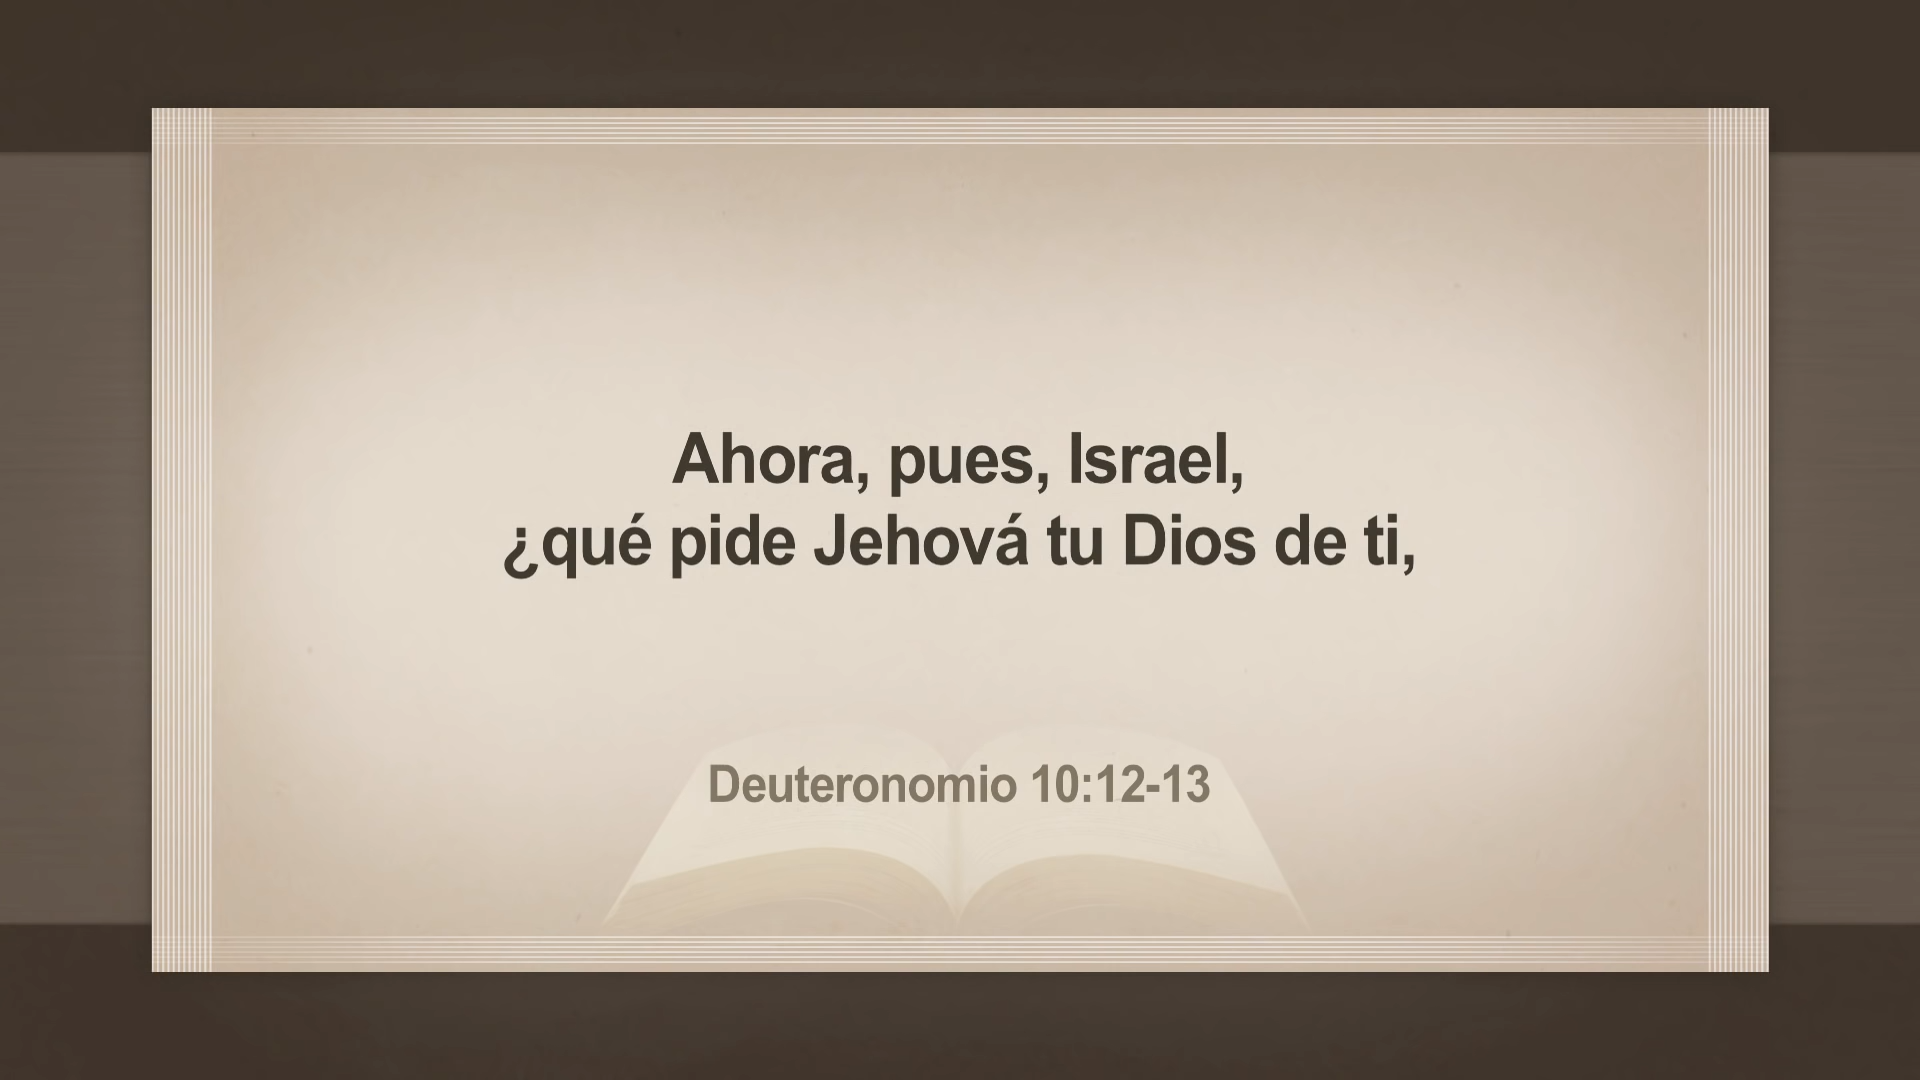 Ahora, pues, Israel,
¿qué pide Jehová tu Dios de ti,
Deuteronomio 10:12-13